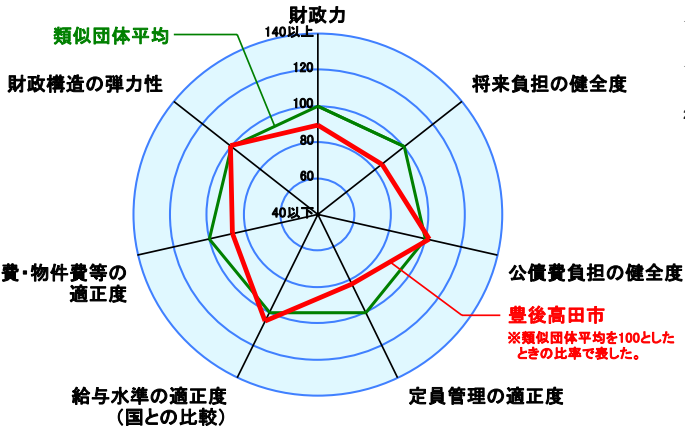 財政力
140以上
類似団体平均
120
財政構造の弾力性
将来負担の健全度
100
80
60
40以下
費・物件費等の
適正度
公債費負担の健全度
豊後高田市
※類似団体平均を100とした
ときの比率で表した。
給与水準の適正度
(国との比較)
定員管理の適正度